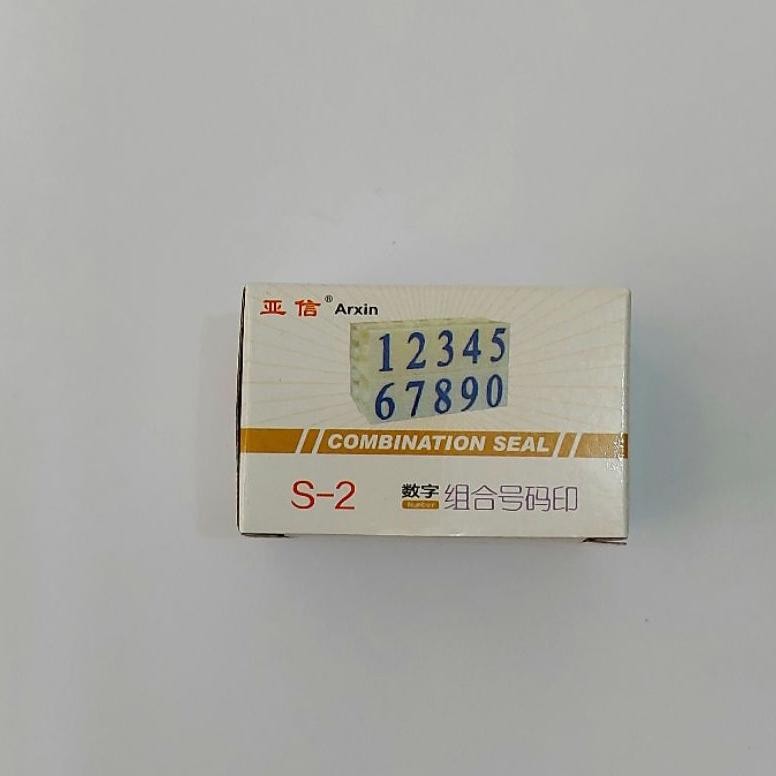 亚信® Arxin
12345
67890
COMBINATION SEAL
S-2 数字 组合号码印
Number